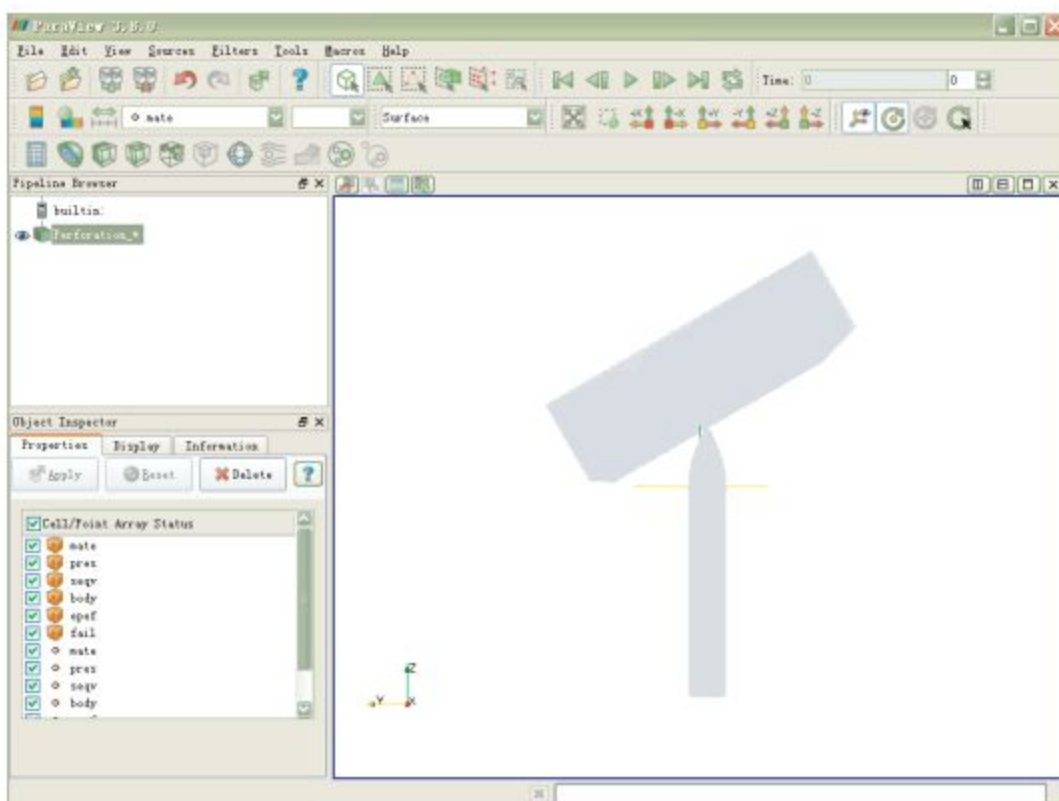 ParaView 3.8.0
File Edit View Sources Filters Tools Macros Help
Time: 0 0
mate Surface
Pipeline Browser
builtin:
Perforation_*
Object Inspector
Properties Display Information
Apply Reset Delete ?
Cell/Point Array Status
mate
pres
seqv
body
epef
fail
mate
pres
seqv
body
Z
Y X